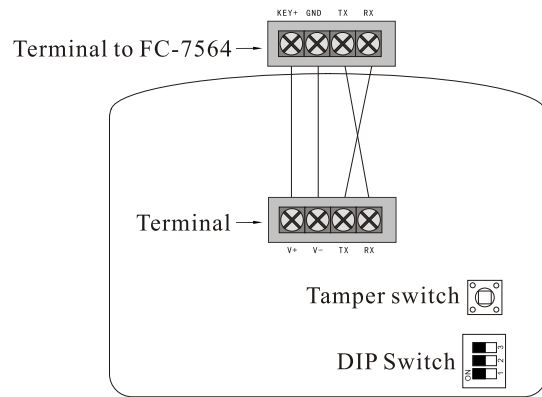 KEY+ GND TX RX
Terminal to FC-7564
Terminal
V+ V- TX RX
Tamper switch
DIP Switch
ON
1 2 3